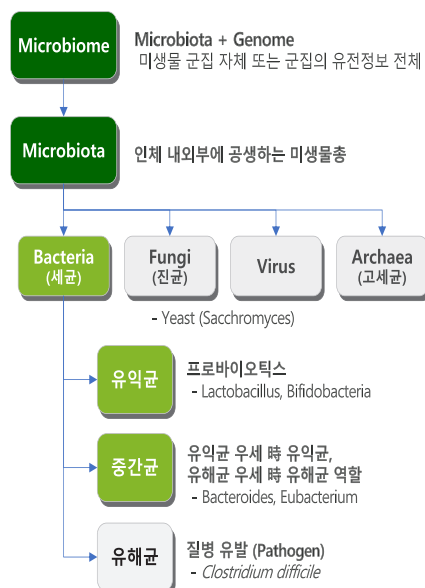 Microbiome
Microbiota + Genome
미생물 군집 자체 또는 군집의 유전정보 전체
Microbiota
인체 내외부에 공생하는 미생물총
Bacteria
(세균)
Fungi
(진균)
Virus
Archaea
(고세균)
- Yeast (Sacchromyces)
유익균
프로바이오틱스
- Lactobacillus, Bifidobacteria
중간균
유익균 우세 時 유익균,
유해균 우세 時 유해균 역할
- Bacteroides, Eubacterium
유해균
질병 유발 (Pathogen)
- Clostridium difficile